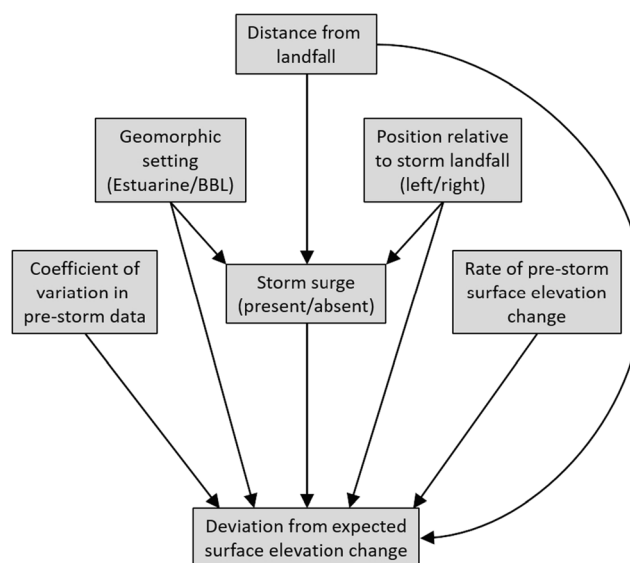 Distance from
landfall
Geomorphic
setting
(Estuarine/BBL)
Position relative
to storm landfall
(left/right)
Coefficient of
variation in
pre-storm data
Storm surge
(present/absent)
Rate of pre-storm
surface elevation
change
Deviation from expected
surface elevation change